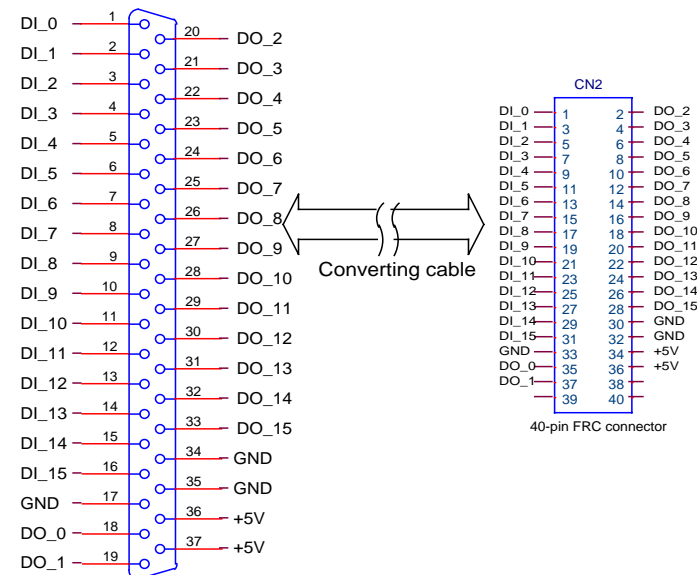 DI_0 1
20 DO_2
DI_1 2
21 DO_3
DI_2 3
22 DO_4
DI_3 4
23 DO_5
DI_4 5
24 DO_6
DI_5 6
25 DO_7
DI_6 7
26 DO_8
DI_7 8
27 DO_9
DI_8 9
28 DO_10
DI_9 10
29 DO_11
DI_10 11
30 DO_12
DI_11 12
31 DO_13
DI_12 13
32 DO_14
DI_13 14
33 DO_15
DI_14 15
34 GND
DI_15 16
35 GND
GND 17
36 +5V
DO_0 18
37 +5V
DO_1 19
Converting cable
CN2
DI_0 1 2 DO_2
DI_1 3 4 DO_3
DI_2 5 6 DO_4
DI_3 7 8 DO_5
DI_4 9 10 DO_6
DI_5 11 12 DO_7
DI_6 13 14 DO_8
DI_7 15 16 DO_9
DI_8 17 18 DO_10
DI_9 19 20 DO_11
DI_10 21 22 DO_12
DI_11 23 24 DO_13
DI_12 25 26 DO_14
DI_13 27 28 DO_15
DI_14 29 30 GND
DI_15 31 32 GND
GND 33 34 +5V
DO_0 35 36 +5V
DO_1 37 38
39 40
40-pin FRC connector